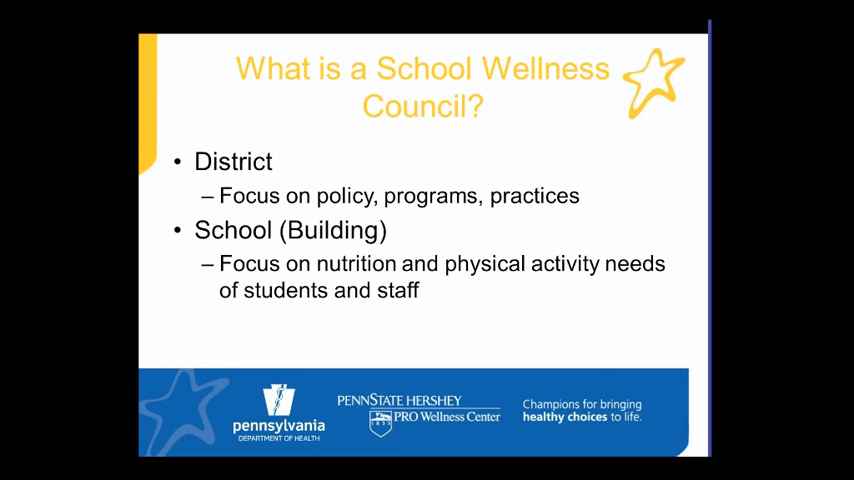 What is a School Wellness
Council?
• District
– Focus on policy, programs, practices
• School (Building)
– Focus on nutrition and physical activity needs
of students and staff
pennsylvania
DEPARTMENT OF HEALTH
PENNSTATE HERSHEY
PRO Wellness Center
1855
Champions for bringing
healthy choices to life.